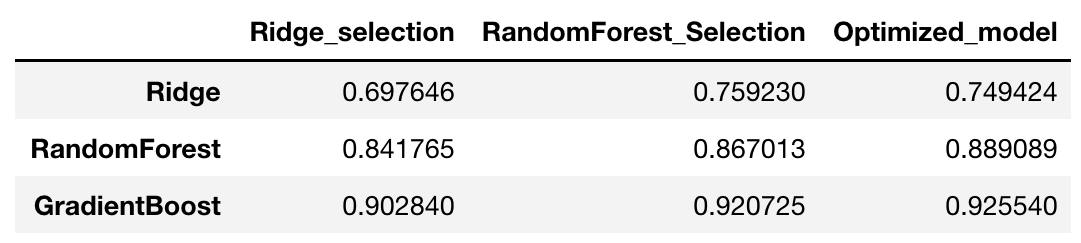 Ridge_selection RandomForest_Selection Optimized_model
Ridge 0.697646 0.759230 0.749424
RandomForest 0.841765 0.867013 0.889089
GradientBoost 0.902840 0.920725 0.925540